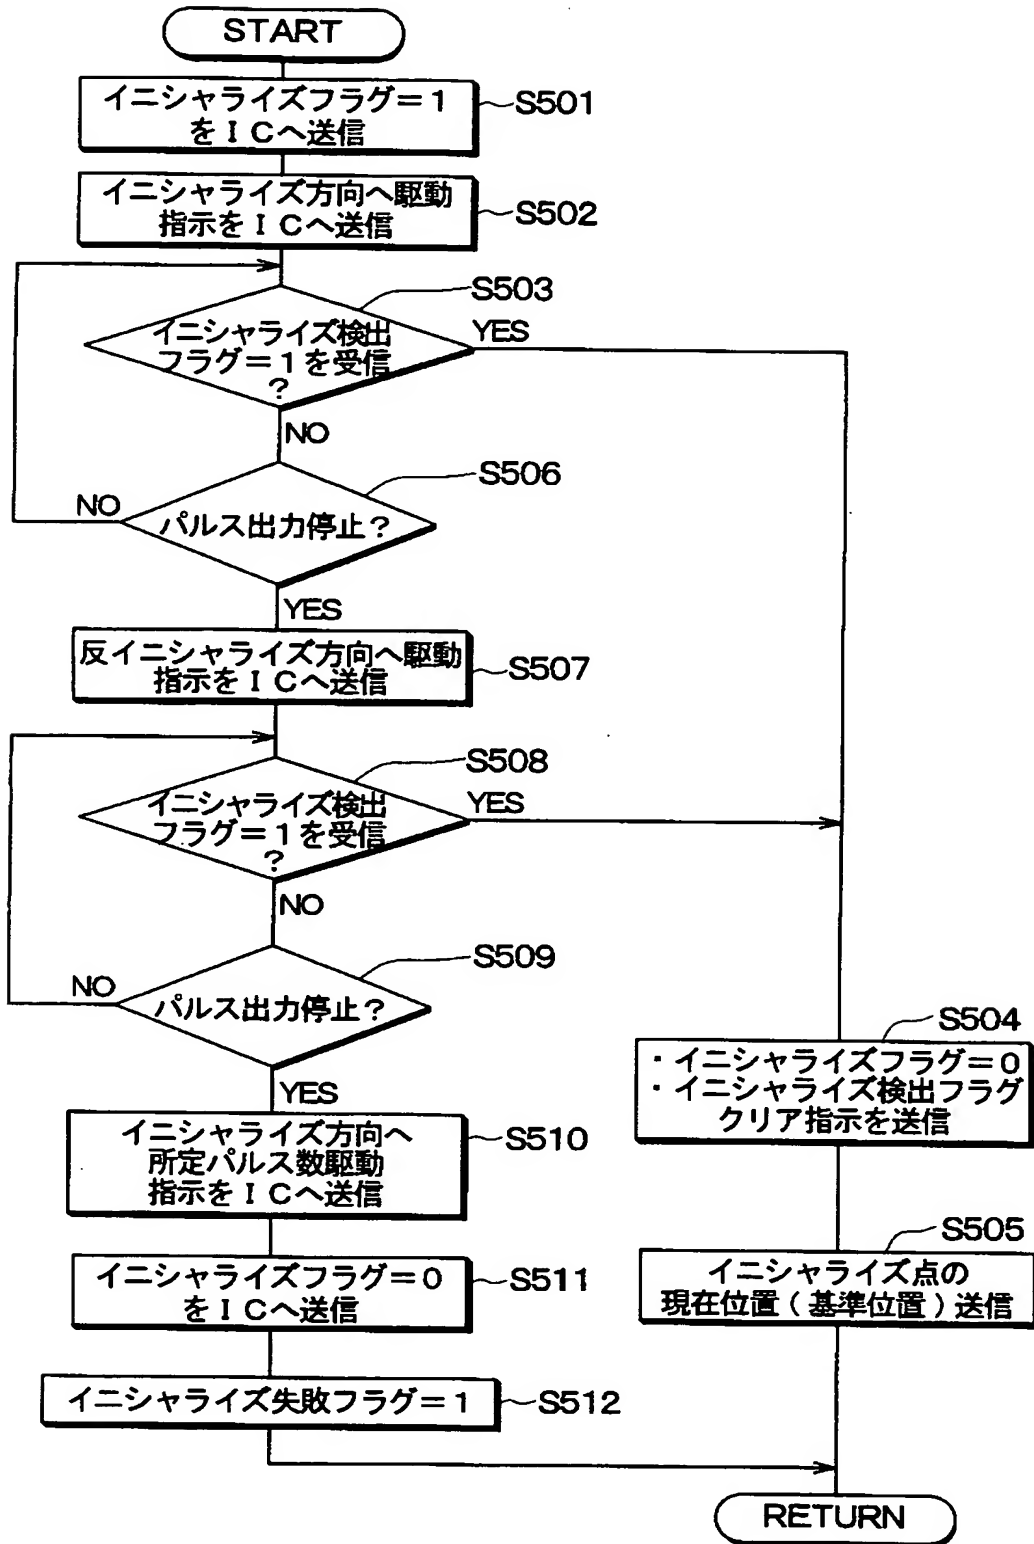 START
イニシャライズフラグ=1
をICへ送信
S501
イニシャライズ方向へ駆動
指示をICへ送信
S502
S503
イニシャライズ検出
フラグ=1を受信
?
YES
NO
S506
NO
パルス出力停止?
YES
反イニシャライズ方向へ駆動
指示をICへ送信
S507
S508
イニシャライズ検出
フラグ=1を受信
?
YES
NO
S509
NO
パルス出力停止?
YES
S504
・イニシャライズフラグ=0
・イニシャライズ検出フラグ
クリア指示を送信
イニシャライズ方向へ
所定パルス数駆動
指示をICへ送信
S510
S505
イニシャライズ点の
現在位置(基準位置)送信
イニシャライズフラグ=0
をICへ送信
S511
イニシャライズ失敗フラグ=1
S512
RETURN